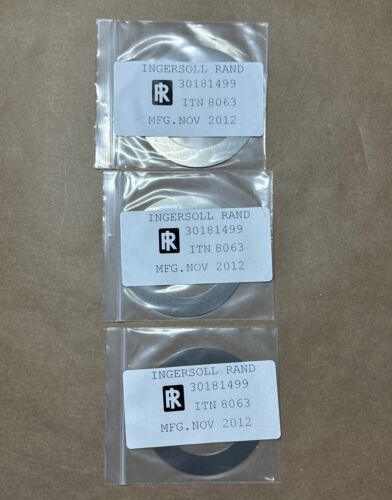 INGERSOLL RAND
IR 30181499
ITN 8063
MFG.NOV 2012
INGERSOLL RAND
IR 30181499
ITN 8063
MFG.NOV 2012
INGERSOLL RAND
IR 30181499
ITN 8063
MFG.NOV 2012